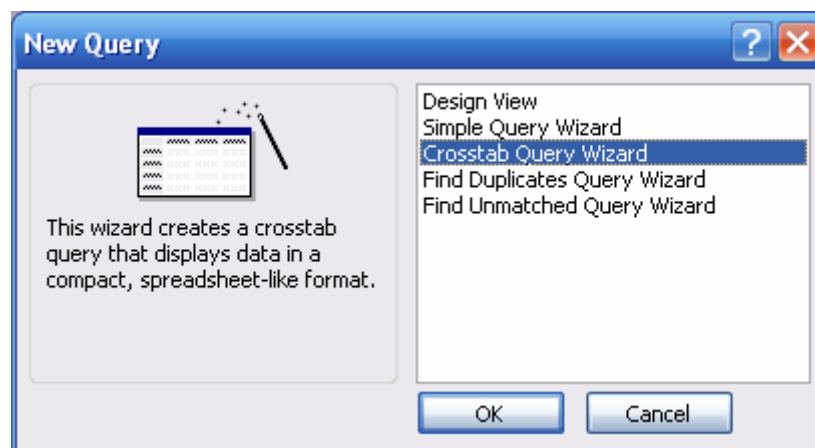 New Query
This wizard creates a crosstab
query that displays data in a
compact, spreadsheet-like format.
Design View
Simple Query Wizard
Crosstab Query Wizard
Find Duplicates Query Wizard
Find Unmatched Query Wizard
OK
Cancel